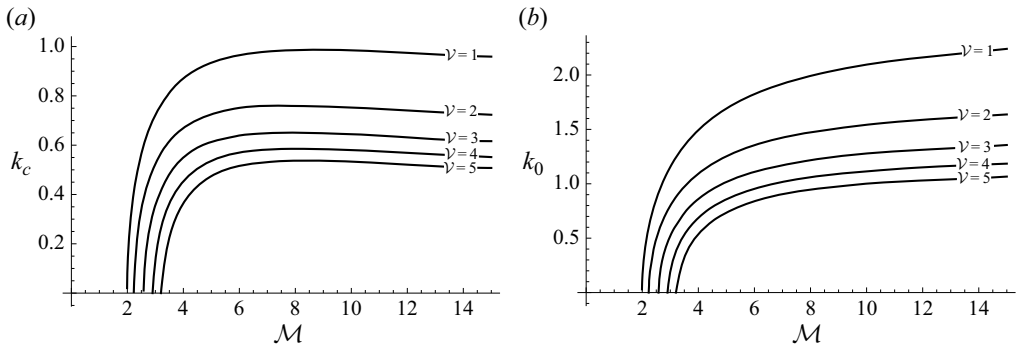 (a)
1.0
0.8
0.6
0.4
0.2
k_c
𝒱 = 1
𝒱 = 2
𝒱 = 3
𝒱 = 4
𝒱 = 5
2 4 6 8 10 12 14
ℳ
(b)
2.0
1.5
1.0
0.5
k_0
𝒱 = 1
𝒱 = 2
𝒱 = 3
𝒱 = 4
𝒱 = 5
2 4 6 8 10 12 14
ℳ